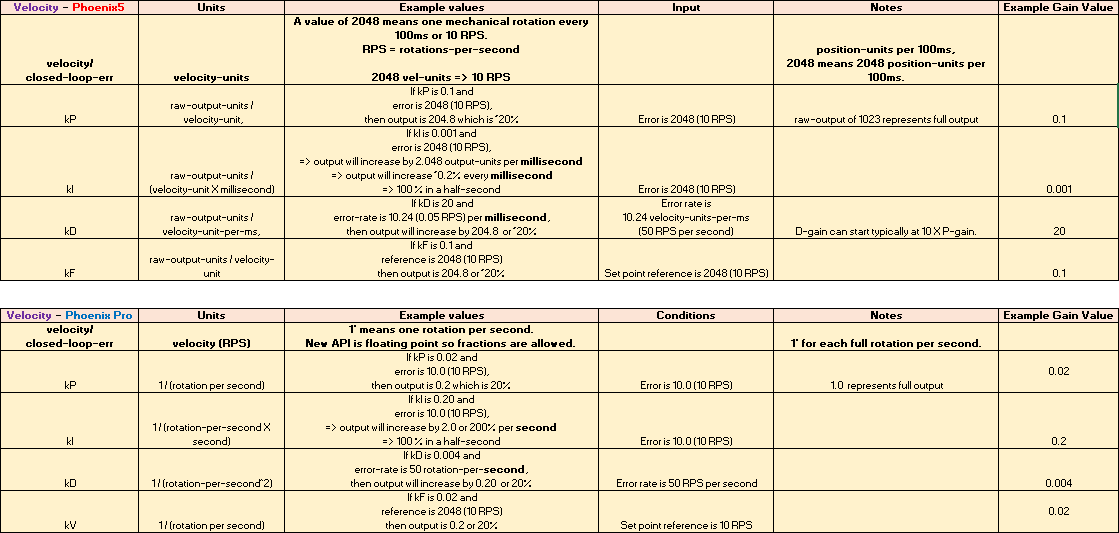 Velocity - Phoenix5 Units Example values Input Notes Example Gain Value
velocity/
closed-loop-err
velocity-units
A value of 2048 means one mechanical rotation every
100ms or 10 RPS.
RPS = rotations-per-second
2048 vel-units => 10 RPS
position-units per 100ms,
2048 means 2048 position-units per
100ms.
kP
raw-output-units /
velocity-unit,
If kP is 0.1 and
error is 2048 (10 RPS),
then output is 204.8 which is ~20%
Error is 2048 (10 RPS)
raw-output of 1023 represents full output
0.1
kI
raw-output-units /
(velocity-unit X millisecond)
If kI is 0.001 and
error is 2048 (10 RPS),
=> output will increase by 2.048 output-units per millisecond
=> output will increase ~0.2% every millisecond
=> 100 % in a half-second
Error is 2048 (10 RPS)
0.001
kD
raw-output-units /
velocity-unit-per-ms,
If kD is 20 and
error-rate is 10.24 (0.05 RPS) per millisecond,
then output will increase by 204.8 or ~20%
Error rate is
10.24 velocity-units-per-ms
(50 RPS per second)
D-gain can start typically at 10 X P-gain.
20
kF
raw-output-units / velocity-
unit
If kF is 0.1 and
reference is 2048 (10 RPS)
then output is 204.8 or ~20%
Set point reference is 2048 (10 RPS)
0.1
Velocity - Phoenix Pro Units Example values Conditions Notes Example Gain Value
velocity/
closed-loop-err
velocity (RPS)
1' means one rotation per second.
New API is floating point so fractions are allowed.
1' for each full rotation per second.
kP
1 / (rotation per second)
If kP is 0.02 and
error is 10.0 (10 RPS),
then output is 0.2 which is 20%
Error is 10.0 (10 RPS)
1.0 represents full output
0.02
kI
1 / (rotation-per-second X
second)
If kI is 0.20 and
error is 10.0 (10 RPS),
=> output will increase by 2.0 or 200% per second
=> 100 % in a half-second
Error is 10.0 (10 RPS)
0.2
kD
1 / (rotation-per-second^2)
If kD is 0.004 and
error-rate is 50 rotation-per-second,
then output will increase by 0.20 or 20%
Error rate is 50 RPS per second
0.004
kV
1 / (rotation per second)
If kF is 0.02 and
reference is 2048 (10 RPS)
then output is 0.2 or 20%
Set point reference is 10 RPS
0.02